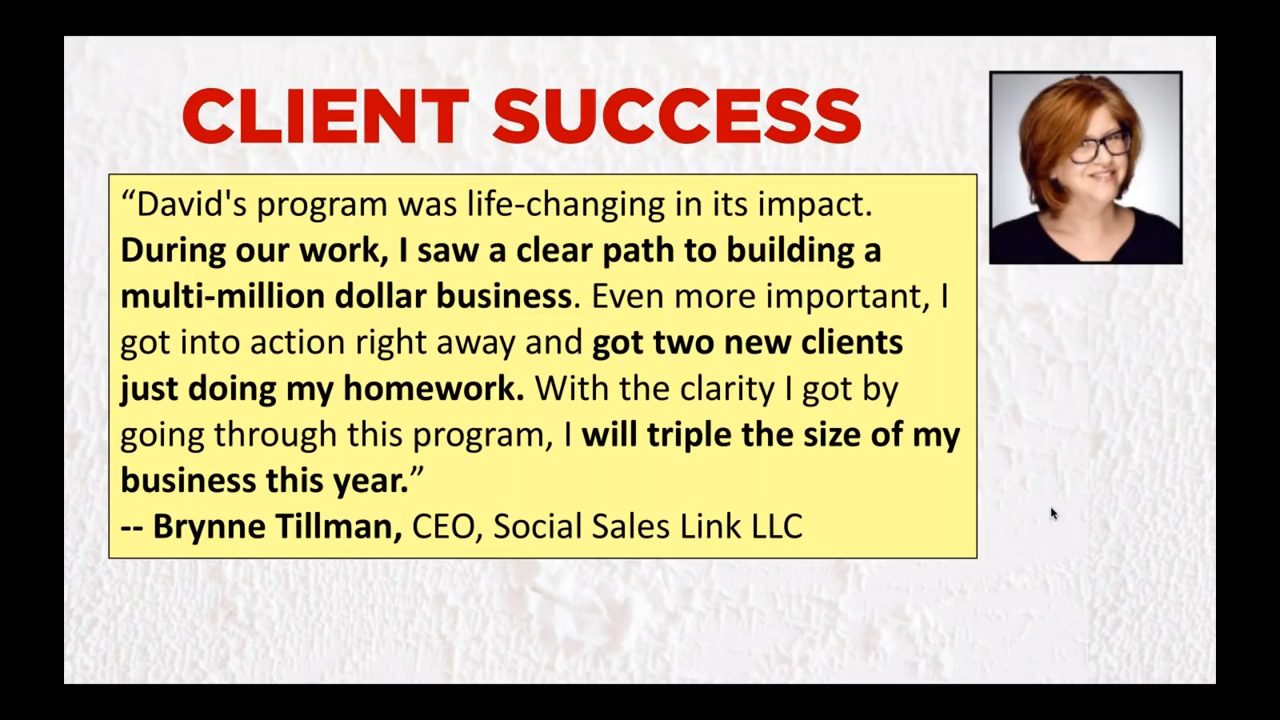 CLIENT SUCCESS
“David's program was life-changing in its impact.
During our work, I saw a clear path to building a
multi-million dollar business. Even more important, I
got into action right away and got two new clients
just doing my homework. With the clarity I got by
going through this program, I will triple the size of my
business this year.”
-- Brynne Tillman, CEO, Social Sales Link LLC